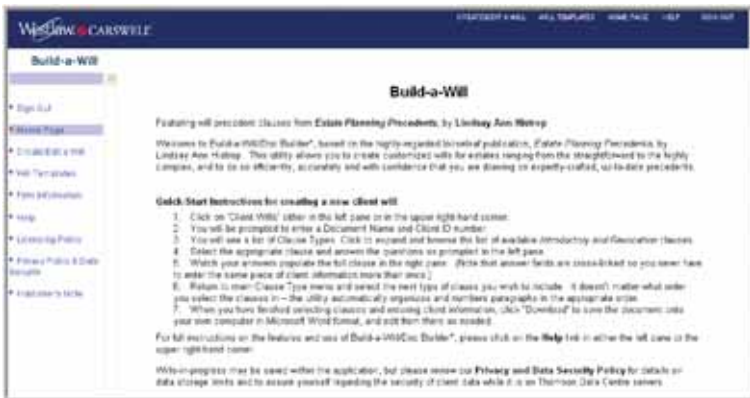 Westlaw CARSWELL
CREATE/EDIT A WILL WILL TEMPLATES HOME PAGE HELP SIGN OUT
Build-a-Will
Sign Out
Home Page
Create/Edit a Will
Will Templates
Firm Information
Help
Licensing Policy
Privacy Policy & Data
Security
Publisher's Note
Build-a-Will
Featuring will precedent clauses from Estate Planning Precedents, by Lindsay Ann Histrop
Welcome to Build-a-Will/Doc Builder*, based on the highly-regarded looseleaf publication, Estate Planning Precedents, by
Lindsay Ann Histrop. This utility allows you to create customized wills for estates ranging from the straightforward to the highly
complex, and to do so efficiently, accurately and with confidence that you are drawing on expertly-crafted, up-to-date precedents.
Quick-Start Instructions for creating a new client will
1. Click on 'Client Wills' either in the left pane or in the upper right-hand corner.
2. You will be prompted to enter a Document Name and Client ID number.
3. You will see a list of Clause Types. Click to expand and browse the list of available Introductory and Revocation clauses.
4. Select the appropriate clause and answer the questions as prompted in the left pane.
5. Watch your answers populate the full clause in the right pane. (Note that answer fields are cross-linked so you never have
to enter the same piece of client information more than once.)
6. Return to main Clause Type menu and select the next type of clause you wish to include. It doesn't matter what order
you select the clauses in – the utility automatically organizes and numbers paragraphs in the appropriate order.
7. When you have finished selecting clauses and entering client information, click "Download" to save the document onto
your own computer in Microsoft Word format, and edit from there as needed.
For full instructions on the features and use of Build-a-Will/Doc Builder*, please click on the Help link in either the left pane or the
upper right-hand corner.
Wills-in-progress may be saved within the application, but please review our Privacy and Data Security Policy for details on
data storage limits and to assure yourself regarding the security of client data while it is on Thomson Data Centre servers.